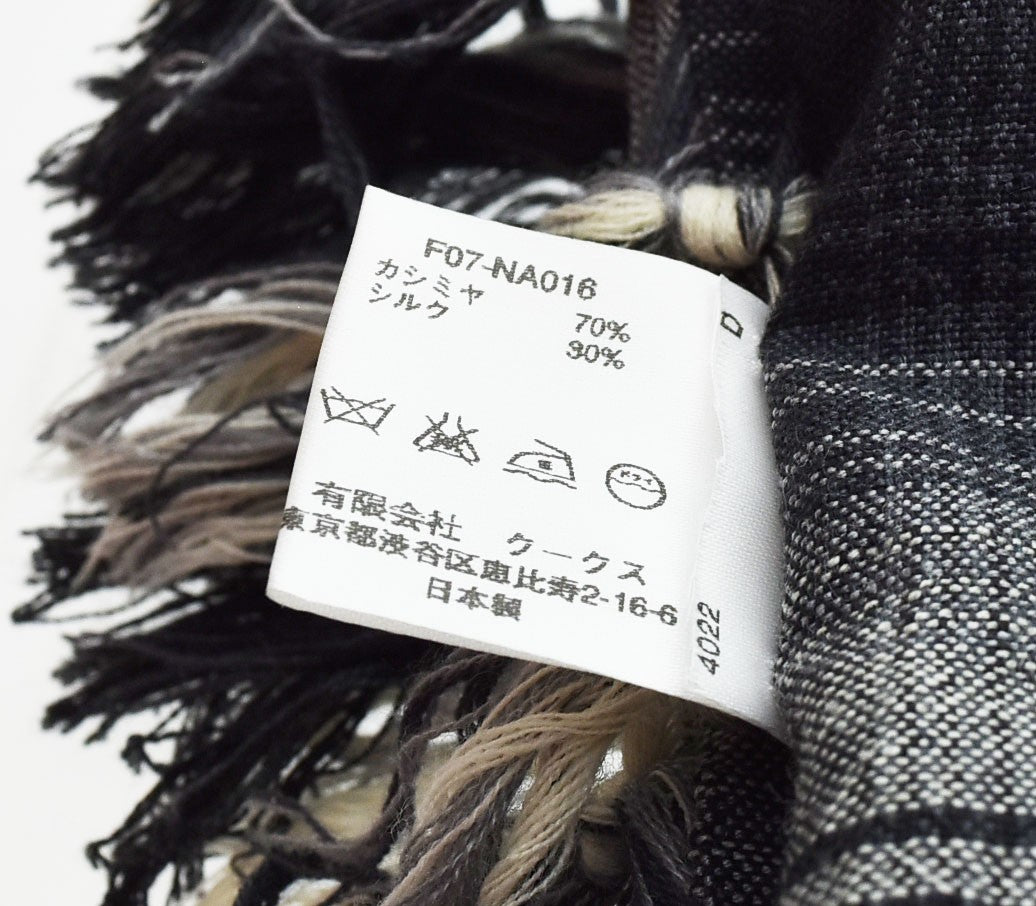 F07-NA016
カシミヤ 70%
シルク 30%
ドライ
有限会社 ケークス
東京都渋谷区恵比寿2-16-6
日本製
D
4022